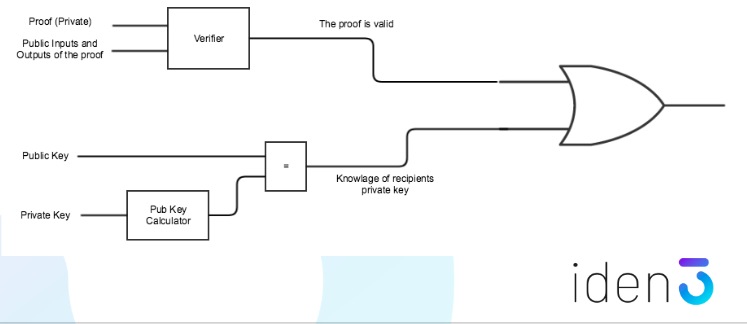 Proof (Private)
Public Inputs and
Outputs of the proof
Verifier
The proof is valid
Public Key
=
Knowlage of recipients
private key
Private Key
Pub Key
Calculator
iden3